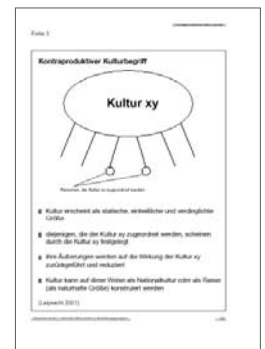 Folie 3
Kontraproduktiver Kulturbegriff
Kultur xy
Personen, die Kultur xy zugeordnet werden
Kultur erscheint als statische, einheitliche und verdinglichte
Größe
diejenigen, die der Kultur xy zugeordnet werden, scheinen
durch die Kultur xy festgelegt
ihre Äußerungen werden auf die Wirkung der Kultur xy
zurückgeführt und reduziert
Kultur kann auf diese Weise als Nationalkultur oder als Rasse
(als naturhafte Größe) konstruiert werden
(Leiprecht 2001)